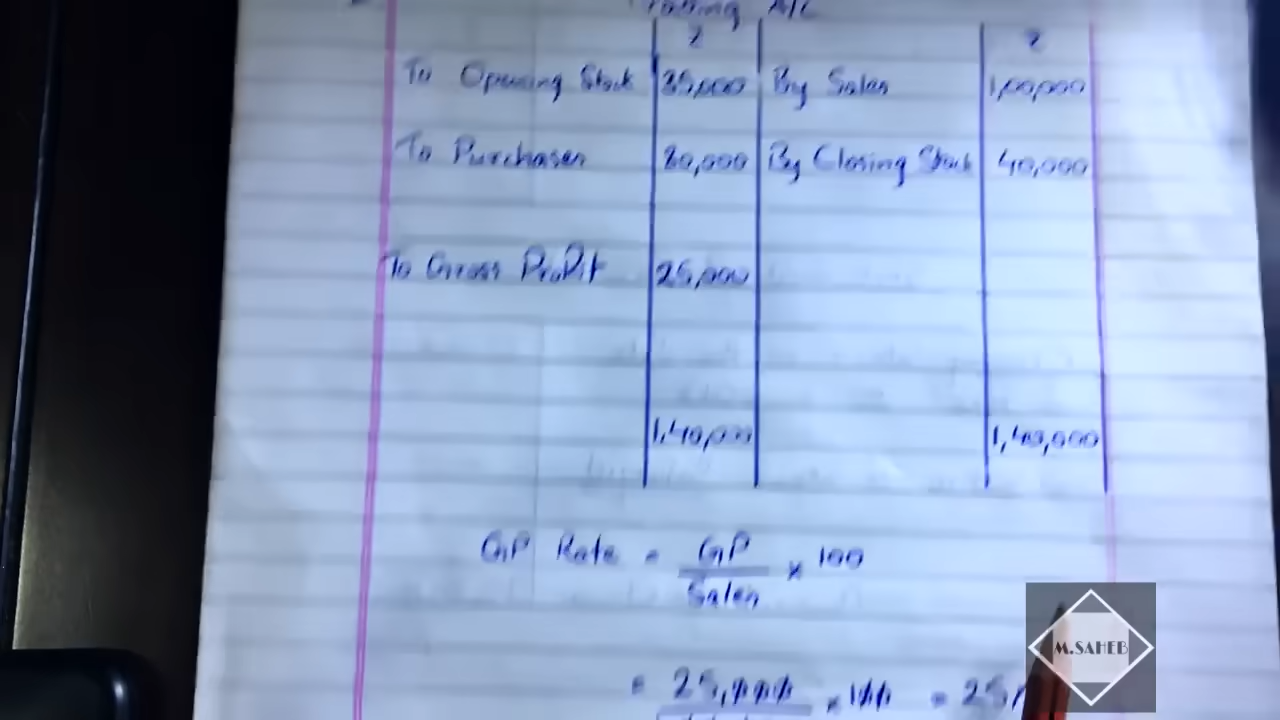 Trading A/c
₹ ₹
To Opening Stock 35,000 By Sales 1,00,000
To Purchases 80,000 By Closing Stock 40,000
To Gross Profit 25,000
1,40,000 1,40,000
GP Rate = GP
Sales × 100
= 25,000 × 100 = 25%
M.SAHEB